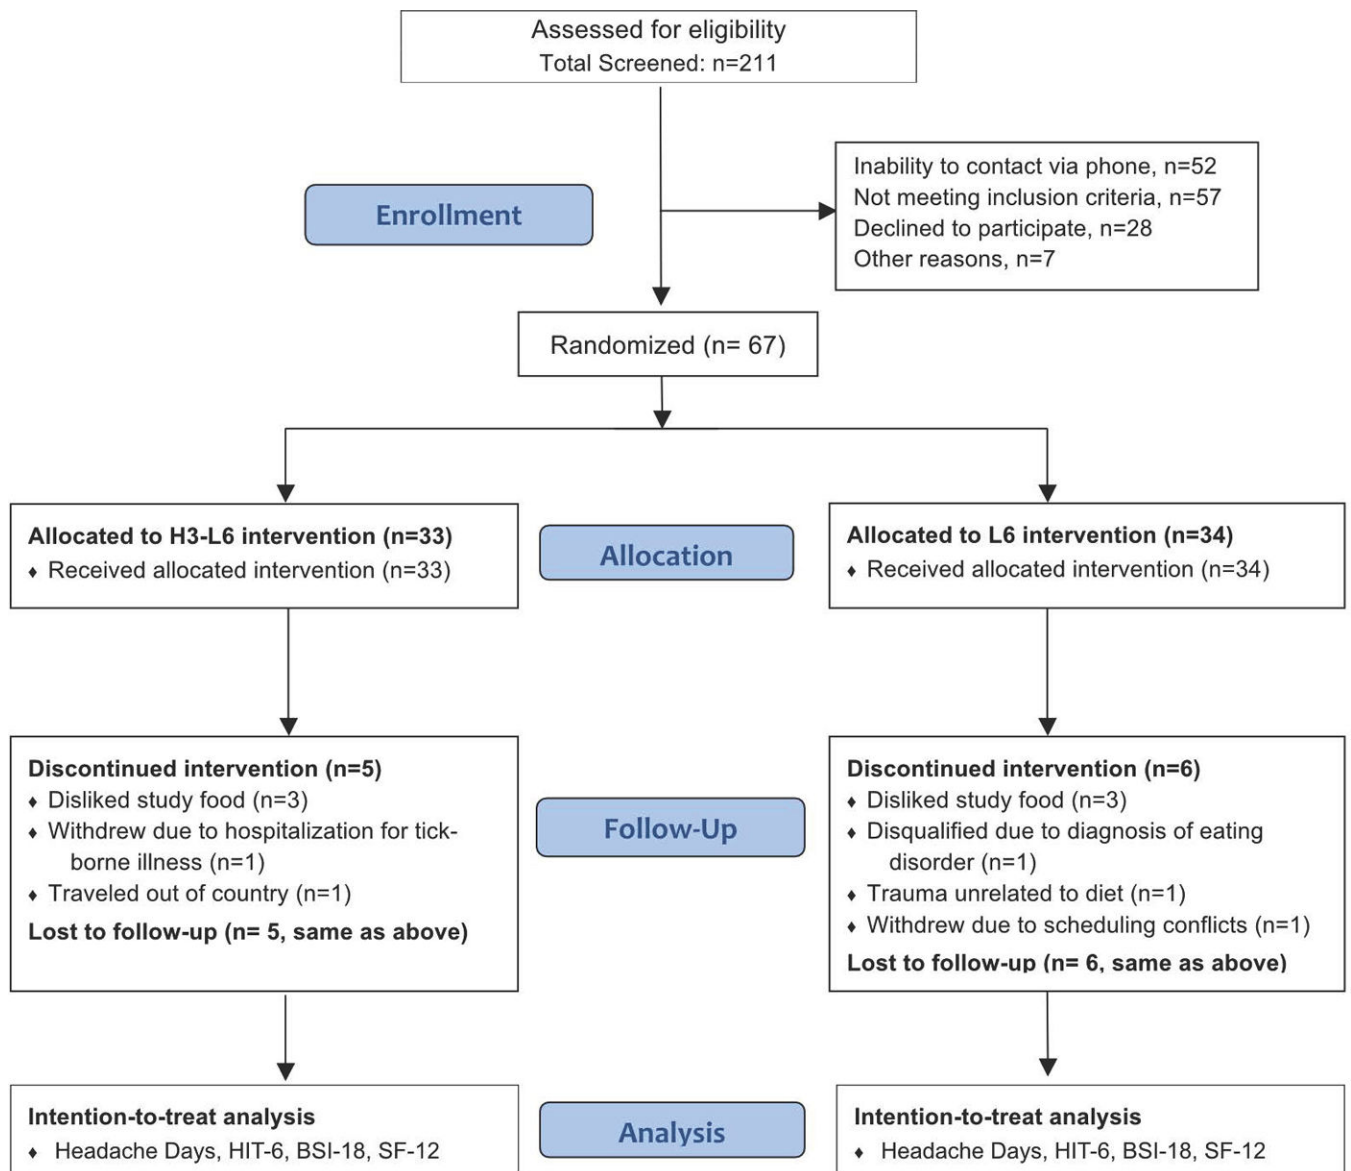 Assessed for eligibility
Total Screened: n=211
Inability to contact via phone, n=52
Not meeting inclusion criteria, n=57
Declined to participate, n=28
Other reasons, n=7
Enrollment
Randomized (n= 67)
Allocated to H3-L6 intervention (n=33)
♦ Received allocated intervention (n=33)
Allocation
Allocated to L6 intervention (n=34)
♦ Received allocated intervention (n=34)
Discontinued intervention (n=5)
♦ Disliked study food (n=3)
♦ Withdrew due to hospitalization for tick-
borne illness (n=1)
♦ Traveled out of country (n=1)
Lost to follow-up (n= 5, same as above)
Follow-Up
Discontinued intervention (n=6)
♦ Disliked study food (n=3)
♦ Disqualified due to diagnosis of eating
disorder (n=1)
♦ Trauma unrelated to diet (n=1)
♦ Withdrew due to scheduling conflicts (n=1)
Lost to follow-up (n= 6, same as above)
Intention-to-treat analysis
♦ Headache Days, HIT-6, BSI-18, SF-12
Analysis
Intention-to-treat analysis
♦ Headache Days, HIT-6, BSI-18, SF-12